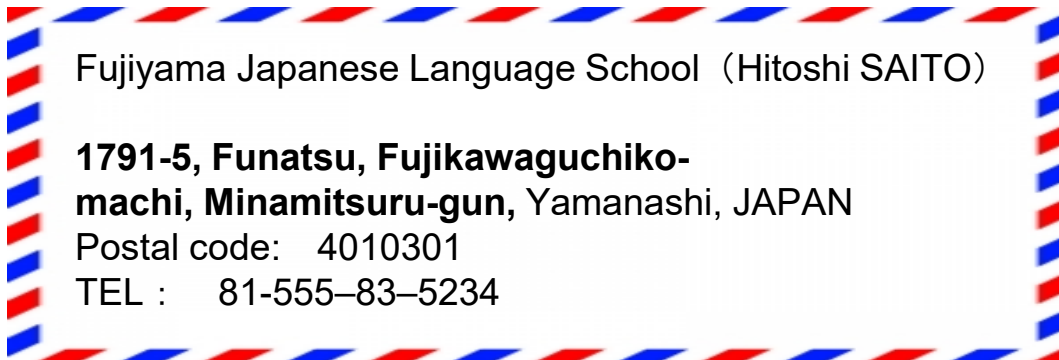 Fujiyama Japanese Language School（Hitoshi SAITO）
1791-5, Funatsu, Fujikawaguchiko-
machi, Minamitsuru-gun, Yamanashi, JAPAN
Postal code:　4010301
TEL：　81-555–83–5234